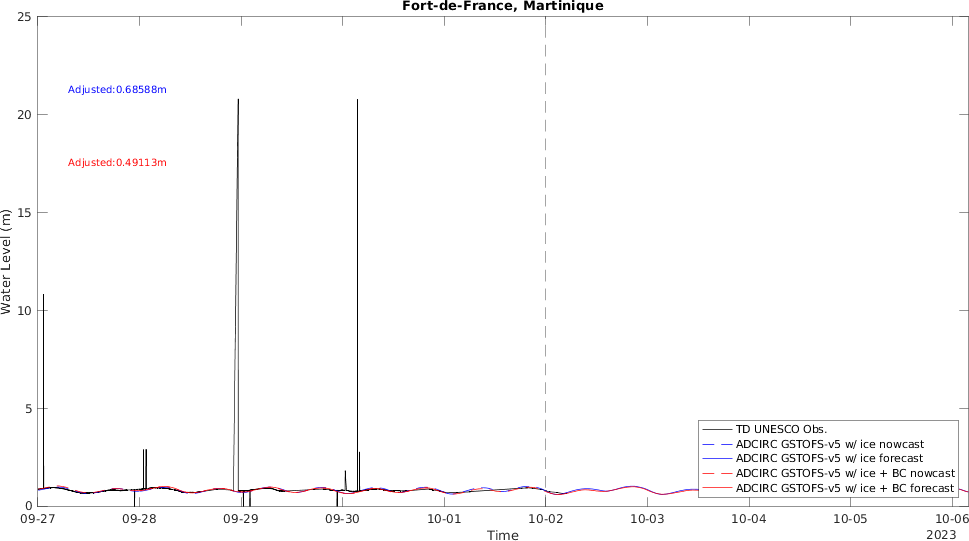 Fort-de-France, Martinique
25
20
15
10
5
0
Water Level (m)
Adjusted:0.68588m
Adjusted:0.49113m
TD UNESCO Obs.
ADCIRC GSTOFS-v5 w/ ice nowcast
ADCIRC GSTOFS-v5 w/ ice forecast
ADCIRC GSTOFS-v5 w/ ice + BC nowcast
ADCIRC GSTOFS-v5 w/ ice + BC forecast
09-27 09-28 09-29 09-30 10-01 10-02 10-03 10-04 10-05 10-06
Time
2023